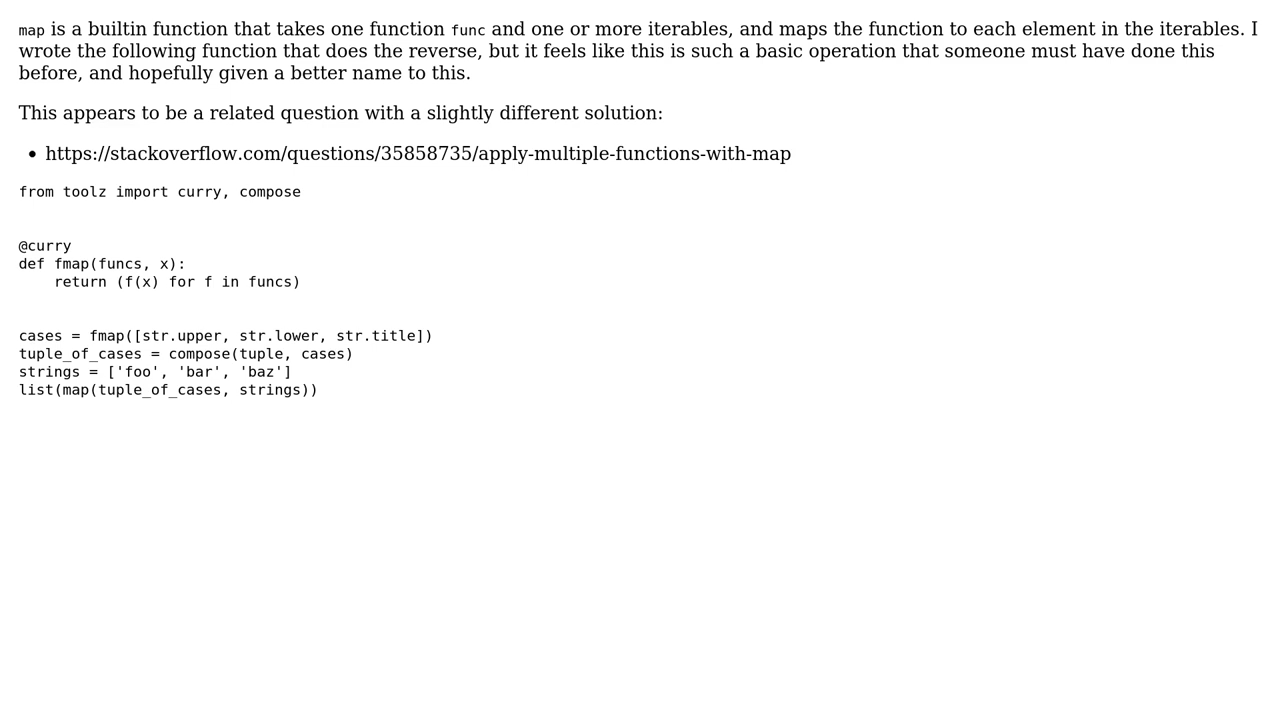 map is a builtin function that takes one function func and one or more iterables, and maps the function to each element in the iterables. I
wrote the following function that does the reverse, but it feels like this is such a basic operation that someone must have done this
before, and hopefully given a better name to this.
This appears to be a related question with a slightly different solution:
• https://stackoverflow.com/questions/35858735/apply-multiple-functions-with-map
from toolz import curry, compose
@curry
def fmap(funcs, x):
    return (f(x) for f in funcs)
cases = fmap([str.upper, str.lower, str.title])
tuple_of_cases = compose(tuple, cases)
strings = ['foo', 'bar', 'baz']
list(map(tuple_of_cases, strings))